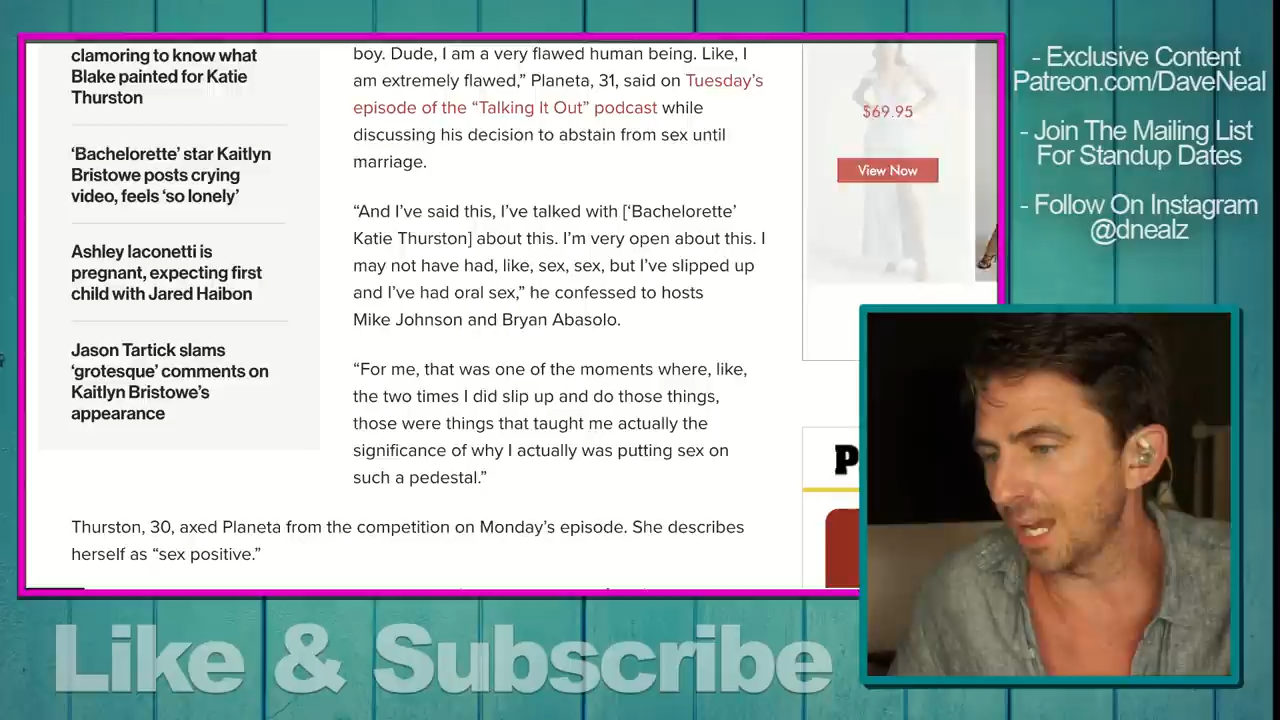 clamoring to know what
Blake painted for Katie
Thurston
‘Bachelorette’ star Kaitlyn
Bristowe posts crying
video, feels ‘so lonely’
Ashley Iaconetti is
pregnant, expecting first
child with Jared Haibon
Jason Tartick slams
‘grotesque’ comments on
Kaitlyn Bristowe’s
appearance
boy. Dude, I am a very flawed human being. Like, I
am extremely flawed,” Planeta, 31, said on Tuesday’s
episode of the “Talking It Out” podcast while
discussing his decision to abstain from sex until
marriage.
“And I’ve said this, I’ve talked with [‘Bachelorette’
Katie Thurston] about this. I’m very open about this. I
may not have had, like, sex, sex, but I’ve slipped up
and I’ve had oral sex,” he confessed to hosts
Mike Johnson and Bryan Abasolo.
“For me, that was one of the moments where, like,
the two times I did slip up and do those things,
those were things that taught me actually the
significance of why I actually was putting sex on
such a pedestal.”
Thurston, 30, axed Planeta from the competition on Monday’s episode. She describes
herself as “sex positive.”
$69.95
View Now
P
- Exclusive Content
Patreon.com/DaveNeal
- Join The Mailing List
For Standup Dates
- Follow On Instagram
@dnealz
Like & Subscribe